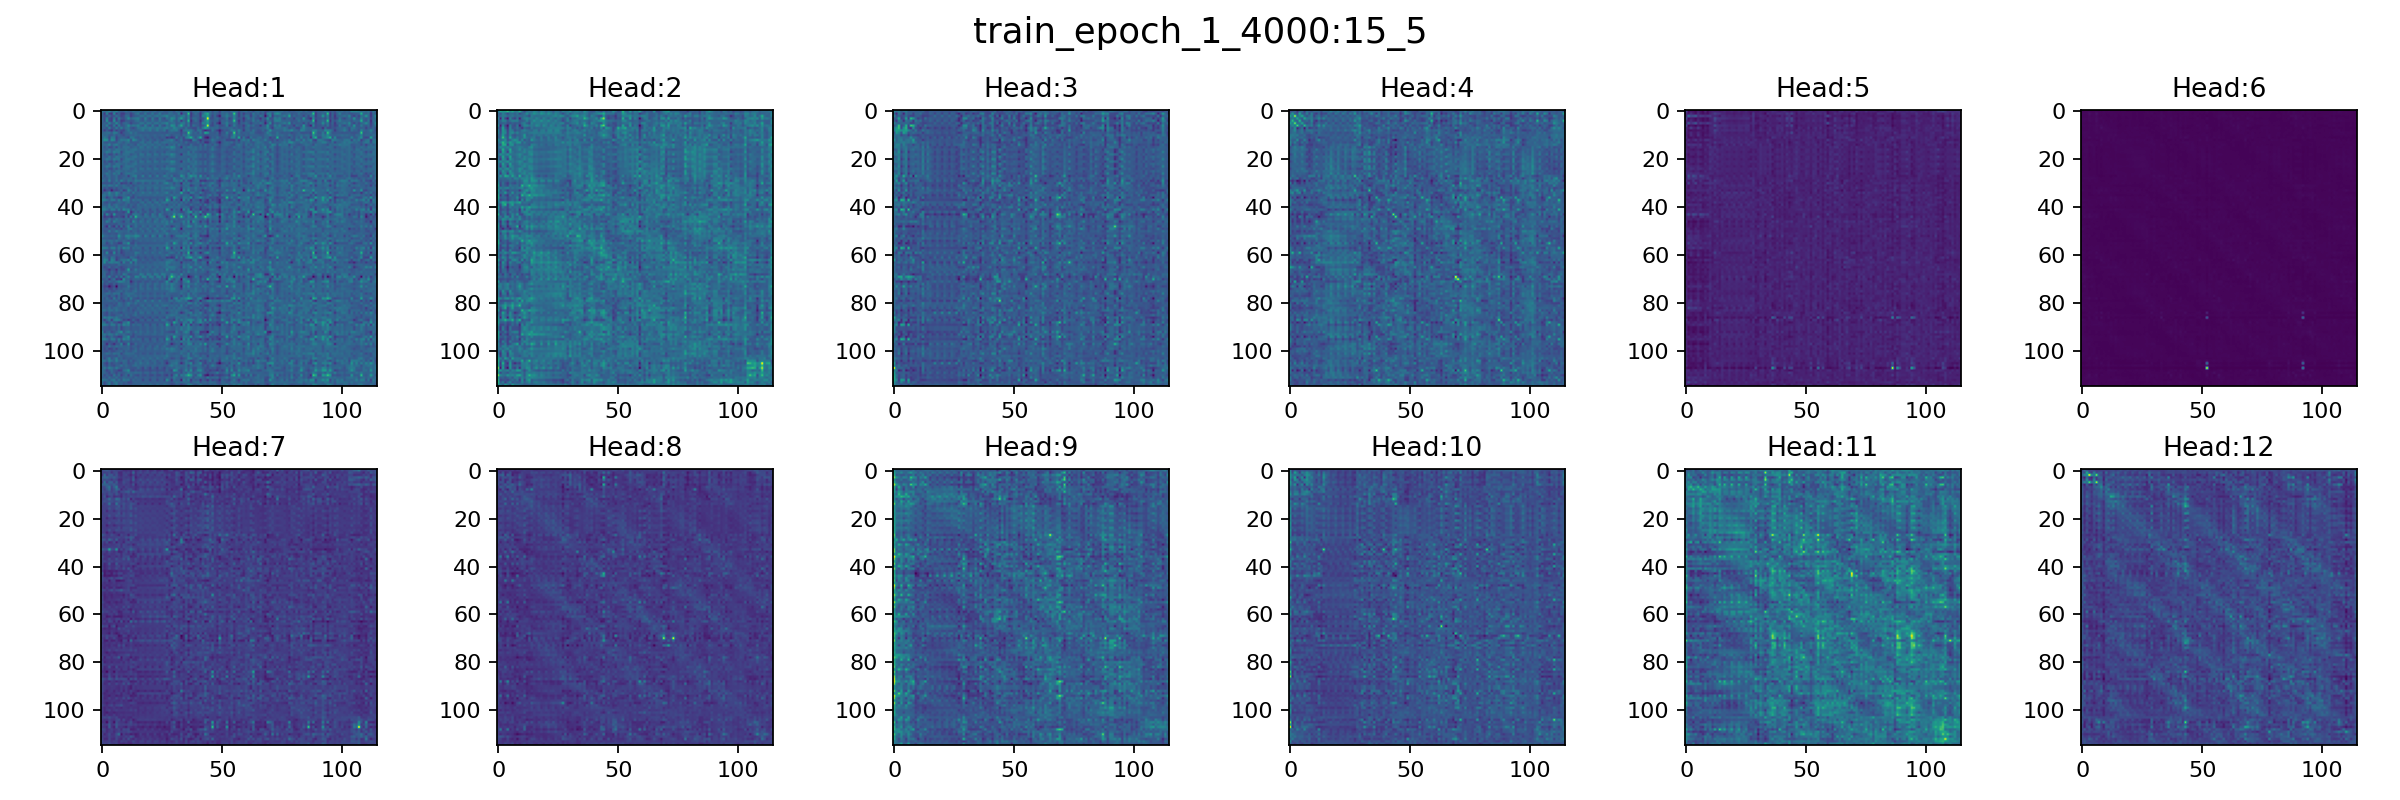 train_epoch_1_4000:15_5
Head:1 Head:2 Head:3 Head:4 Head:5 Head:6
0 0 0 0 0 0
20 20 20 20 20 20
40 40 40 40 40 40
60 60 60 60 60 60
80 80 80 80 80 80
100 100 100 100 100 100
0 50 100 0 50 100 0 50 100 0 50 100 0 50 100 0 50 100
Head:7 Head:8 Head:9 Head:10 Head:11 Head:12
0 0 0 0 0 0
20 20 20 20 20 20
40 40 40 40 40 40
60 60 60 60 60 60
80 80 80 80 80 80
100 100 100 100 100 100
0 50 100 0 50 100 0 50 100 0 50 100 0 50 100 0 50 100